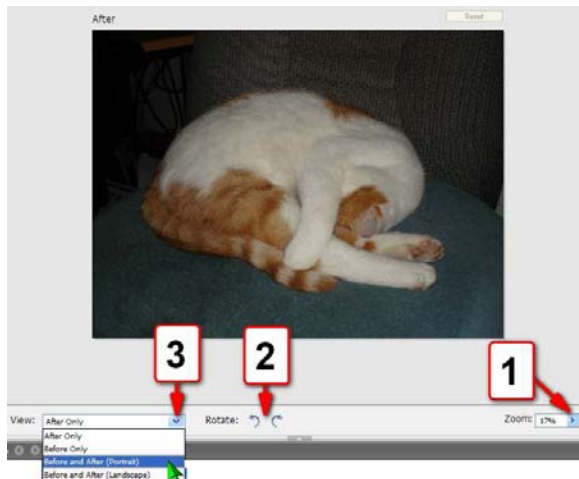 After
Reset
3
2
1
View: After Only
Rotate:
Zoom: 17%
After Only
Before Only
Before and After (Portrait)
Before and After (Landscape)